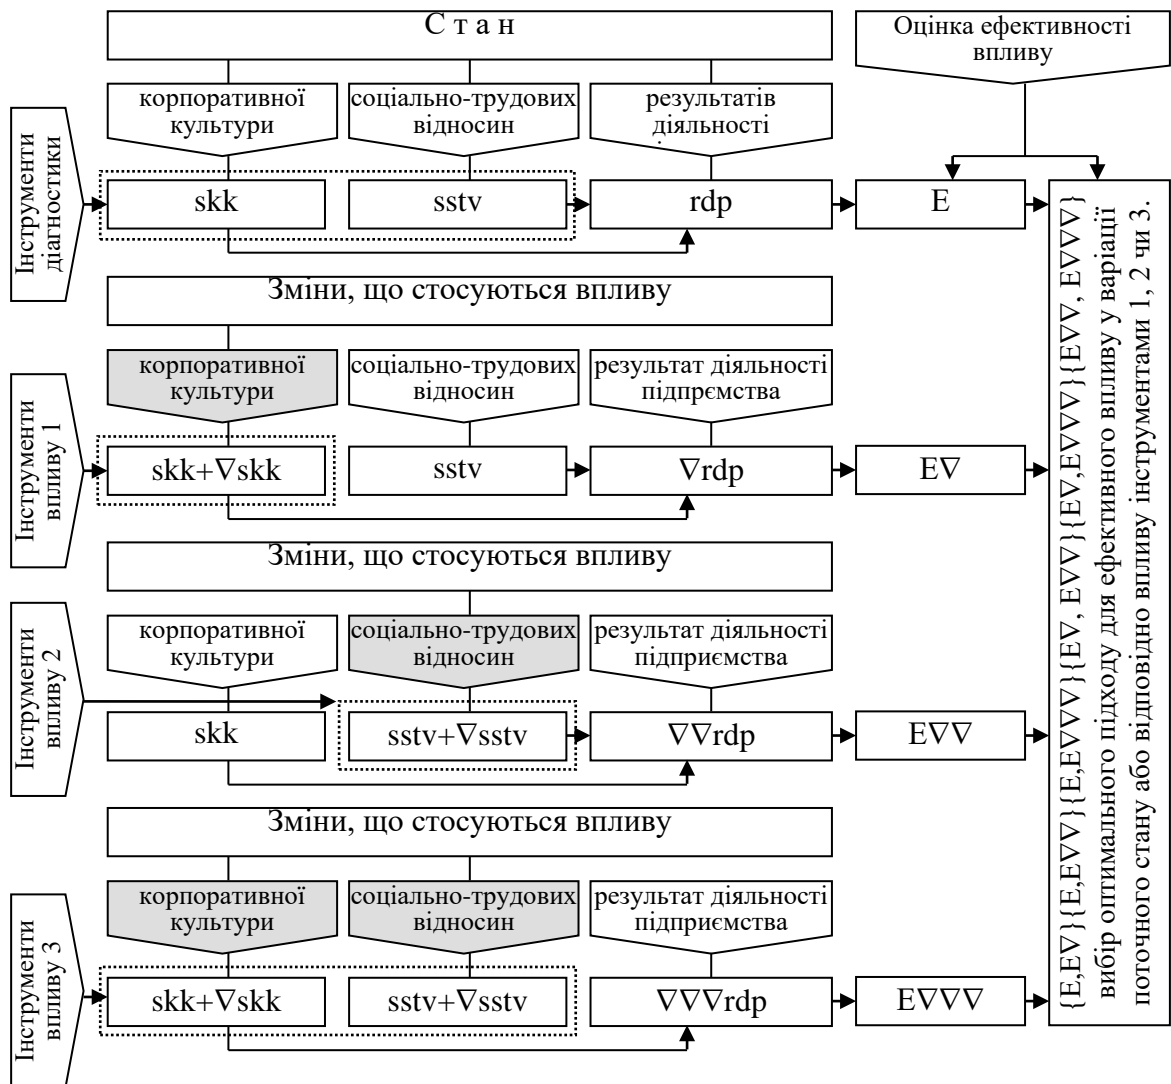 С т а н
Оцінка ефективності
впливу
корпоративної
культури
соціально-трудових
відносин
результатів
діяльності
Інструменти
діагностики
skk
sstv
rdp
E
Зміни, що стосуються впливу
корпоративної
культури
соціально-трудових
відносин
результат діяльності
підпрємства
Інструменти
впливу 1
skk+∇skk
sstv
∇rdp
E∇
Зміни, що стосуються впливу
корпоративної
культури
соціально-трудових
відносин
результат діяльності
підприємства
Інструменти
впливу 2
skk
sstv+∇sstv
∇∇rdp
E∇∇
Зміни, що стосуються впливу
корпоративної
культури
соціально-трудових
відносин
результат діяльності
підприємства
Інструменти
впливу 3
skk+∇skk
sstv+∇sstv
∇∇∇rdp
E∇∇∇
{E,E∇}{E,E∇∇}{E,E∇∇∇}{E∇, E∇∇}{E∇,E∇∇∇}{E∇∇, E∇∇∇}
вибір оптимального підходу для ефективного впливу у варіації
поточного стану або відповідно впливу інструментами 1, 2 чи 3.